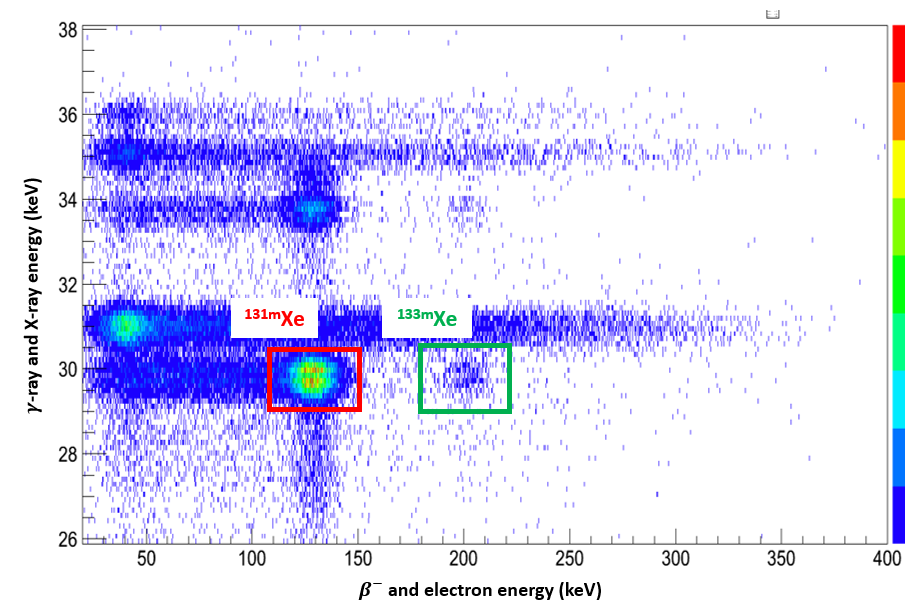 38
36
34
32
30
28
26
γ-ray and X-ray energy (keV)
131mXe
133mXe
50 100 150 200 250 300 350 400
β− and electron energy (keV)